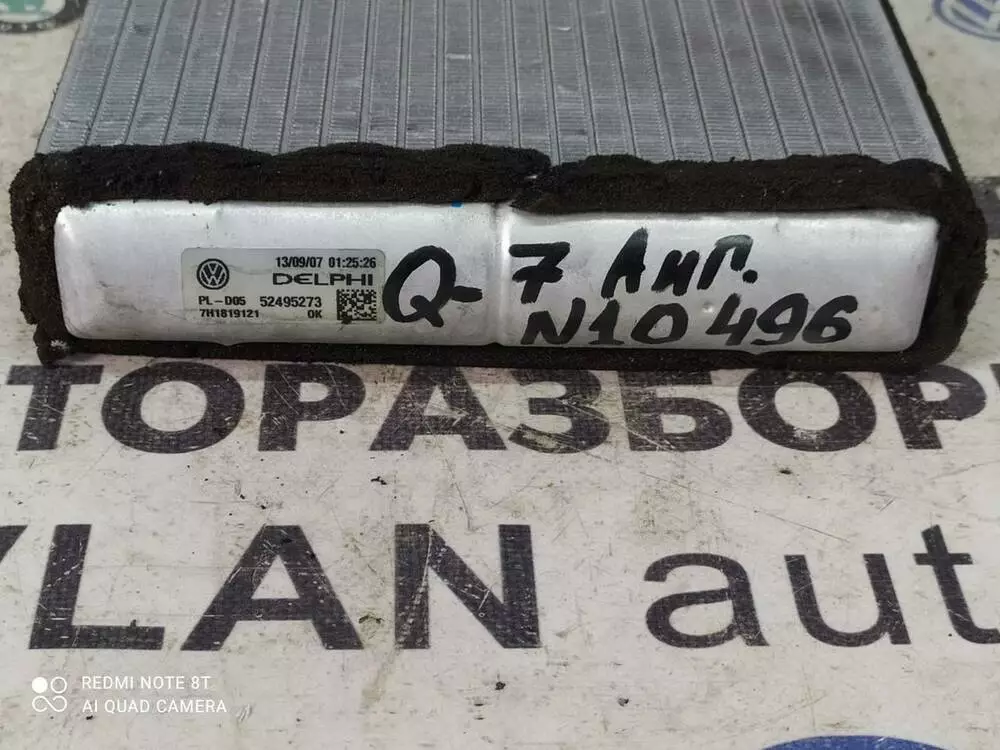 13/09/07 01:25:26
DELPHI
PL-D05 52495273
7H1819121 OK
Q-7 Анг.
N10496
ТОРАЗБОР
LAN aut
REDMI NOTE 8T
AI QUAD CAMERA